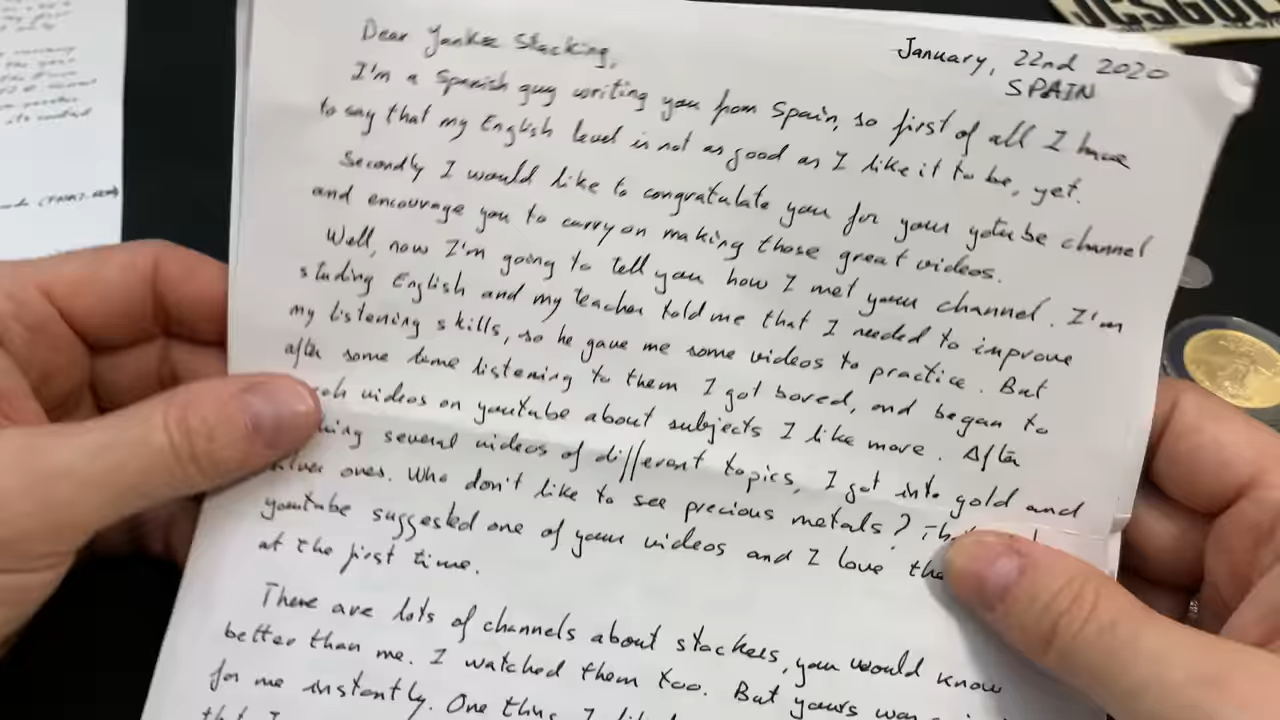 JCSGOL
January, 22nd 2020
SPAIN
Dear Yankee Stacking,
I'm a Spanish guy writing you from Spain, so first of all I have
to say that my English level is not as good as I like it to be, yet.
Secondly I would like to congratulate you for your yotube channel
and encourage you to carry on making those great videos.
Well, now I'm going to tell you how I met your channel. I'm
studing English and my teacher told me that I needed to improve
my listening skills, so he gave me some videos to practice. But
after some time listening to them I got bored, and began to
videos on youtube about subjects I like more. After
several videos of different topics, I got into gold and
ones. Who don't like to see precious metals?
youtube suggested one of your videos and I love
at the first time.
There are lots of channels about stackers, you would know
better than me. I watched them too. But yours was
for me instantly. One thing I
that I